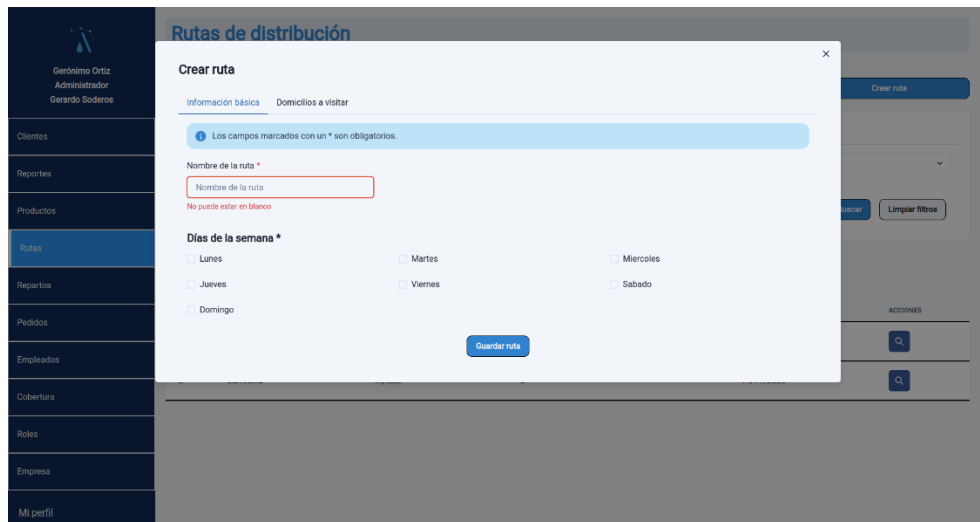 Rutas de distribución
Gerónimo Ortiz
Administrador
Gerardo Soderos
Clientes
Reportes
Productos
Rutas
Repartos
Pedidos
Empleados
Cobertura
Roles
Empresa
Mi perfil
Crear ruta
Información básica Domicilios a visitar
Los campos marcados con un * son obligatorios.
Nombre de la ruta *
Nombre de la ruta
No puede estar en blanco
Días de la semana *
Lunes Martes Miercoles
Jueves Viernes Sabado
Domingo
Guardar ruta
Crear ruta
Limpiar filtros
ACCIONES